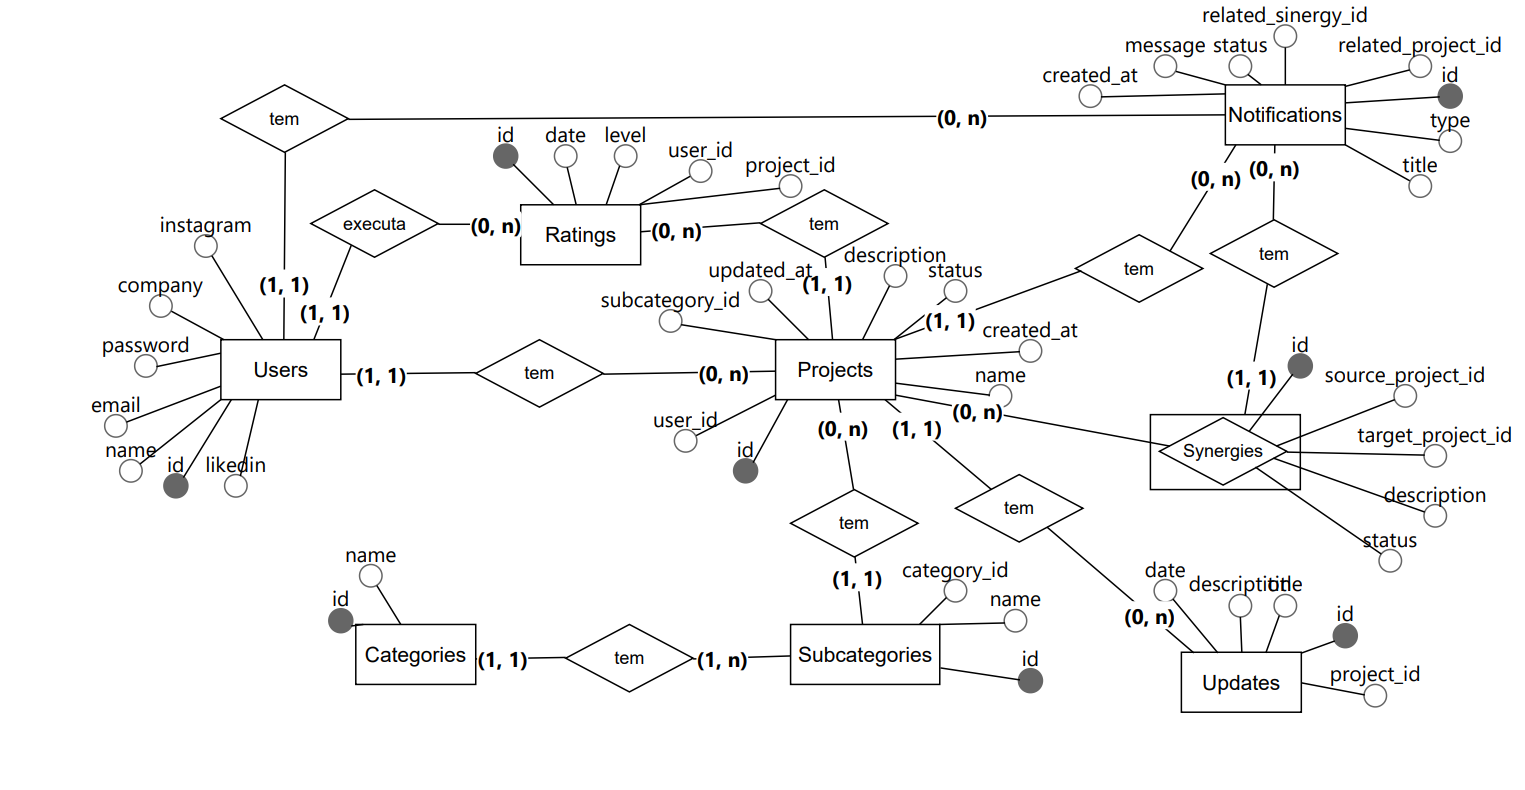 related_sinergy_id
message
status
related_project_id
created_at
id
Notifications
type
title
tem
(0, n)
id
date
level
user_id
project_id
(0, n)
(0, n)
executa
(0, n)
Ratings
(0, n)
tem
instagram
company
password
email
name
id
likedin
Users
(1, 1)
(1, 1)
(1, 1)
tem
(0, n)
description
updated_at
status
(1, 1)
subcategory_id
(1, 1)
created_at
name
Projects
user_id
id
(0, n)
(0, n)
(1, 1)
tem
tem
(1, 1)
id
source_project_id
target_project_id
Synergies
description
status
tem
tem
(1, 1)
(0, n)
name
id
Categories
(1, 1)
tem
(1, n)
category_id
name
Subcategories
id
date
description
title
id
project_id
Updates